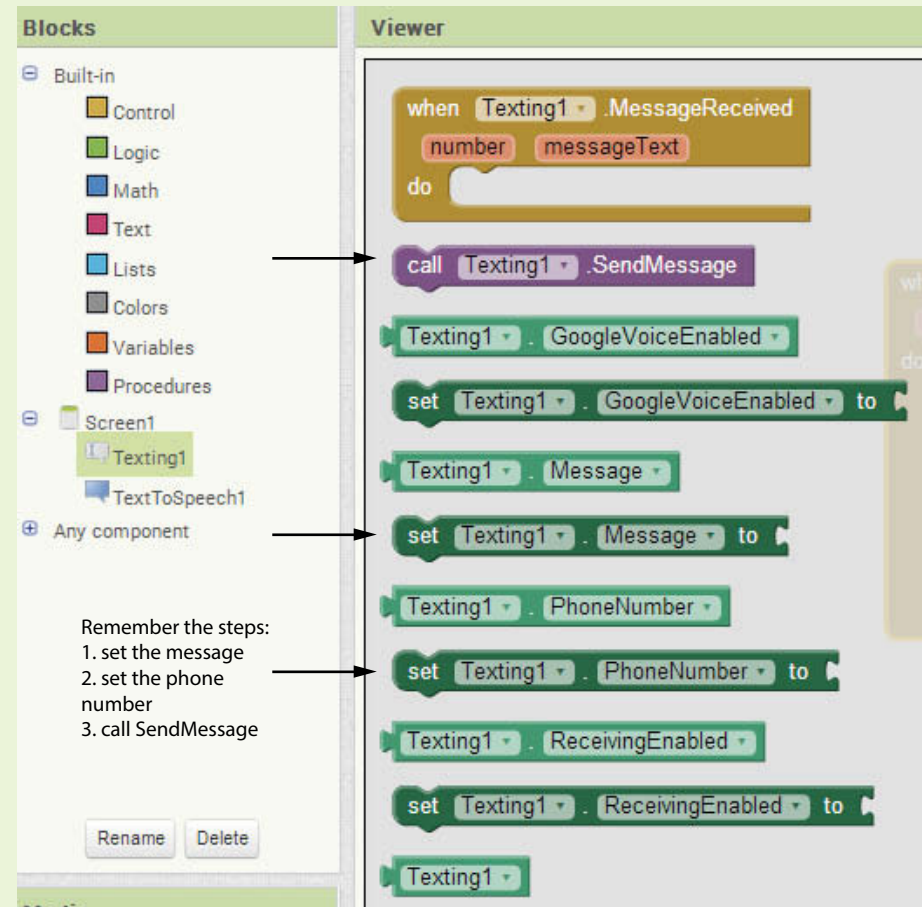 Blocks
Built-in
Control
Logic
Math
Text
Lists
Colors
Variables
Procedures
Screen1
Texting1
TextToSpeech1
Any component
Remember the steps:
1. set the message
2. set the phone
number
3. call SendMessage
Rename Delete
Viewer
when Texting1 .MessageReceived
number messageText
do
call Texting1 .SendMessage
Texting1 . GoogleVoiceEnabled
set Texting1 . GoogleVoiceEnabled to
Texting1 . Message
set Texting1 . Message to
Texting1 . PhoneNumber
set Texting1 . PhoneNumber to
Texting1 . ReceivingEnabled
set Texting1 . ReceivingEnabled to
Texting1
do